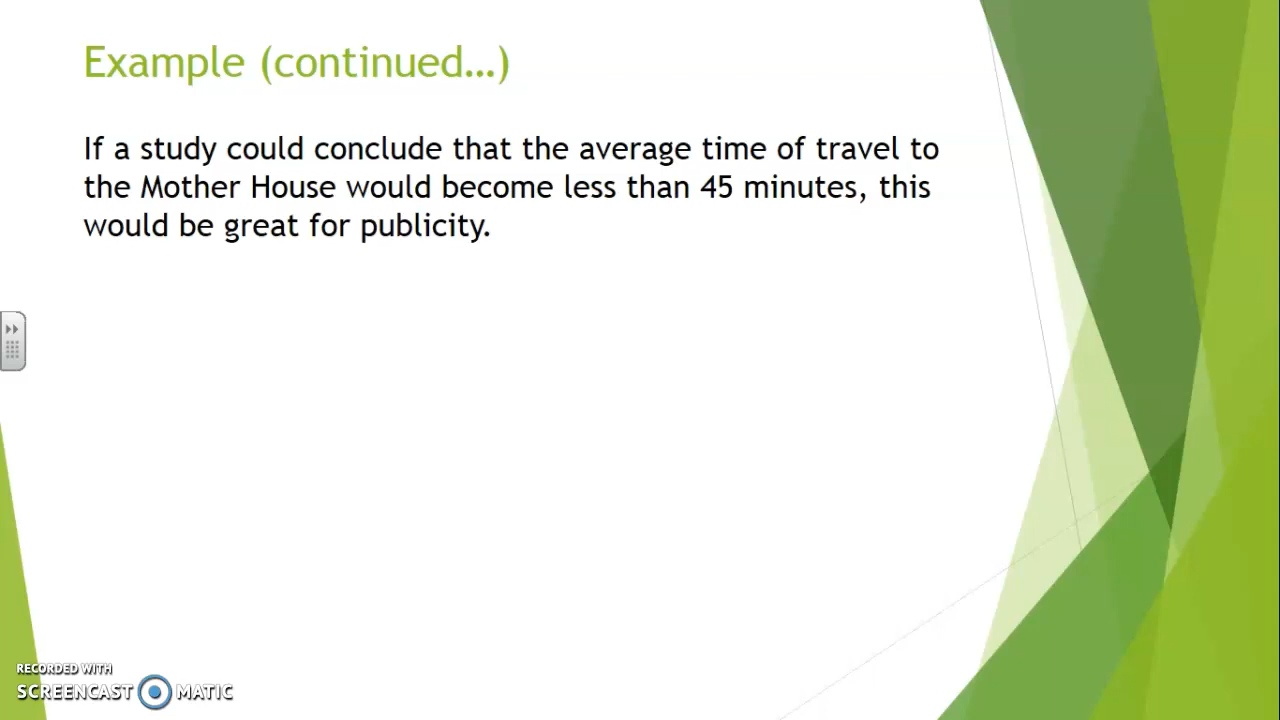 Example (continued…)
If a study could conclude that the average time of travel to
the Mother House would become less than 45 minutes, this
would be great for publicity.
RECORDED WITH
SCREENCAST MATIC